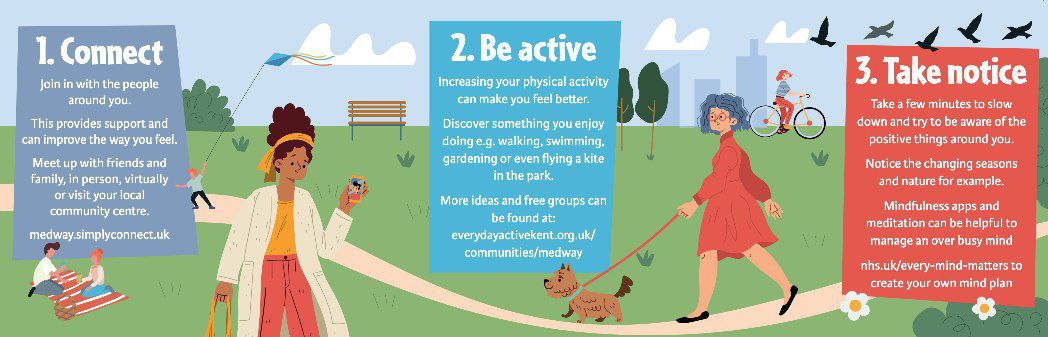 1. Connect
Join in with the people
around you.
This provides support and
can improve the way you feel.
Meet up with friends and
family, in person, virtually
or visit your local
community centre.
medway.simplyconnect.uk
2. Be active
Increasing your physical activity
can make you feel better.
Discover something you enjoy
doing e.g. walking, swimming,
gardening or even flying a kite
in the park.
More ideas and free groups can
be found at:
everydayactivekent.org.uk/
communities/medway
3. Take notice
Take a few minutes to slow
down and try to be aware of the
positive things around you.
Notice the changing seasons
and nature for example.
Mindfulness apps and
meditation can be helpful to
manage an over busy mind
nhs.uk/every-mind-matters to
create your own mind plan